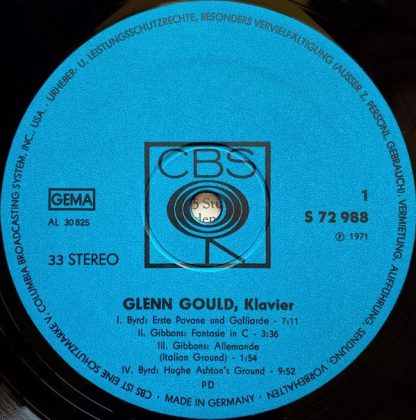 URHEBER- U. LEISTUNGSSCHUTZRECHTE, BESONDERS VERVIELFÄLTIGUNG (AUSSER Z. PERSÖNL. GEBRAUCH), VERMIETUNG, AUFFÜHRUNG, SENDUNG, VORBEHALTEN
CBS
GEMA
AL 30 825
1
S 72 988
℗ 1971
33 STEREO
GLENN GOULD, Klavier
I. Byrd: Erste Pavane und Galliarde - 7:11
II. Gibbons: Fantasie in C - 3:36
III. Gibbons: Allemande
(Italian Ground) - 1:54
IV. Byrd: Hughe Ashton's Ground - 9:52
PD
CBS IST EINE SCHUTZMARKE V. COLUMBIA BROADCASTING SYSTEM, INC., USA. · MADE IN GERMANY ·